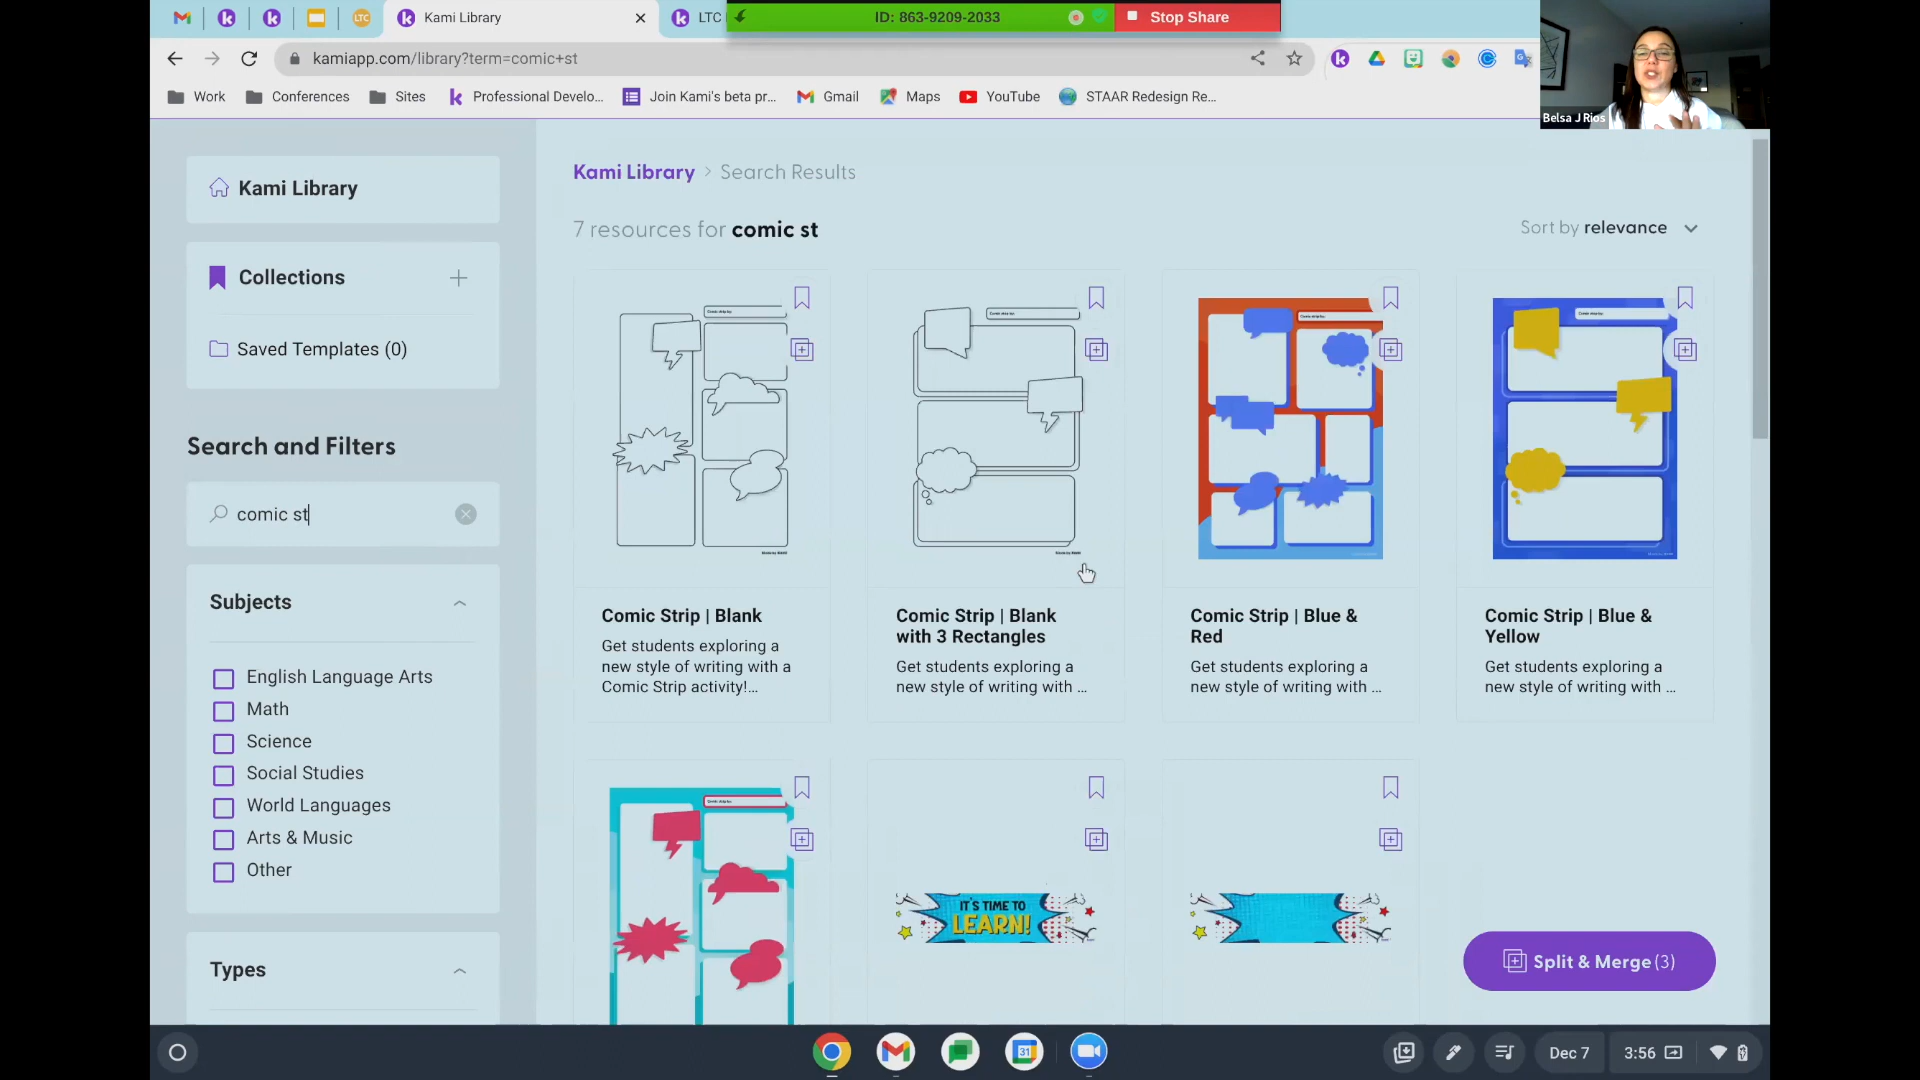 LTC
Kami Library
LTC
ID: 863-9209-2033
Stop Share
kamiapp.com/library?term=comic+st
Work
Conferences
Sites
Professional Develo...
Join Kami's beta pr...
Gmail
Maps
YouTube
STAAR Redesign Re...
Belsa J Rios
Kami Library
Collections
Saved Templates (0)
Search and Filters
comic st
Subjects
English Language Arts
Math
Science
Social Studies
World Languages
Arts & Music
Other
Types
Kami Library > Search Results
7 resources for comic st
Sort by relevance
Comic Strip | Blank
Get students exploring a
new style of writing with a
Comic Strip activity!...
Comic Strip | Blank
with 3 Rectangles
Get students exploring a
new style of writing with ...
Comic Strip | Blue &
Red
Get students exploring a
new style of writing with ...
Comic Strip | Blue &
Yellow
Get students exploring a
new style of writing with ...
IT'S TIME TO
LEARN!
Split & Merge (3)
31
Dec 7
3:56